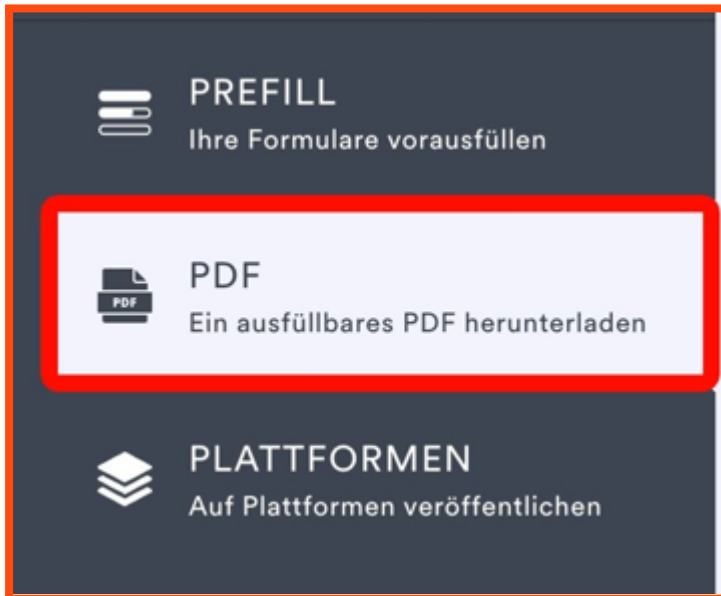 PREFILL
Ihre Formulare vorausfüllen
PDF
PDF
Ein ausfüllbares PDF herunterladen
PLATTFORMEN
Auf Plattformen veröffentlichen